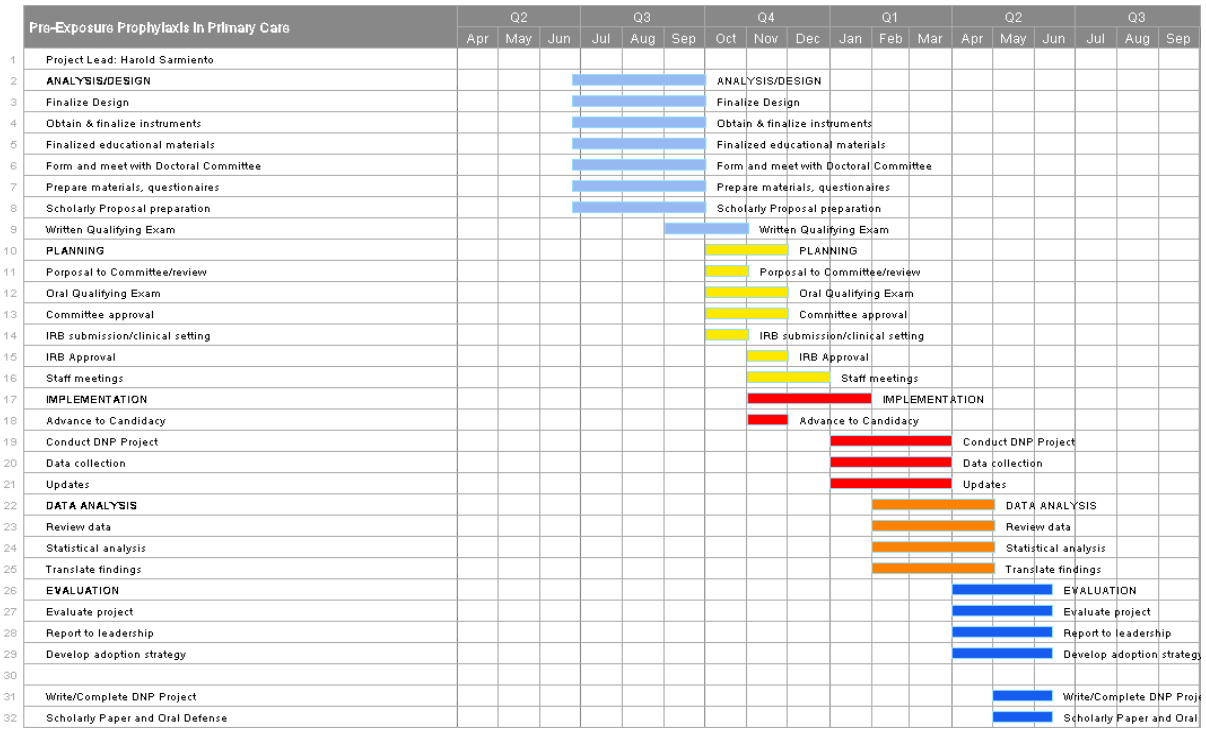 Pre-Exposure Prophylaxis In Primary Care
Q2 Q3 Q4 Q1 Q2 Q3
Apr May Jun Jul Aug Sep Oct Nov Dec Jan Feb Mar Apr May Jun Jul Aug Sep
1 Project Lead: Harold Sarmiento
2 ANALYSIS/DESIGN ANALYSIS/DESIGN
3 Finalize Design Finalize Design
4 Obtain & finalize instruments Obtain & finalize instruments
5 Finalized educational materials Finalized educational materials
6 Form and meet with Doctoral Committee Form and meet with Doctoral Committee
7 Prepare materials, questionaires Prepare materials, questionaires
8 Scholarly Proposal preparation Scholarly Proposal preparation
9 Written Qualifying Exam Written Qualifying Exam
10 PLANNING PLANNING
11 Porposal to Committee/review Porposal to Committee/review
12 Oral Qualifying Exam Oral Qualifying Exam
13 Committee approval Committee approval
14 IRB submission/clinical setting IRB submission/clinical setting
15 IRB Approval IRB Approval
16 Staff meetings Staff meetings
17 IMPLEMENTATION IMPLEMENTATION
18 Advance to Candidacy Advance to Candidacy
19 Conduct DNP Project Conduct DNP Project
20 Data collection Data collection
21 Updates Updates
22 DATA ANALYSIS DATA ANALYSIS
23 Review data Review data
24 Statistical analysis Statistical analysis
25 Translate findings Translate findings
26 EVALUATION EVALUATION
27 Evaluate project Evaluate project
28 Report to leadership Report to leadership
29 Develop adoption strategy Develop adoption strategy
30
31 Write/Complete DNP Project Write/Complete DNP Proje
32 Scholarly Paper and Oral Defense Scholarly Paper and Oral